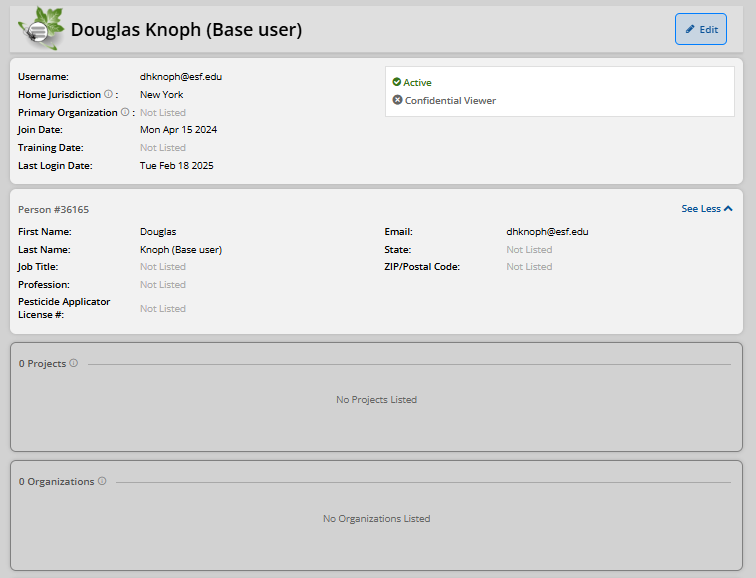 Douglas Knoph (Base user)
Edit
Username: dhknoph@esf.edu
Home Jurisdiction : New York
Primary Organization : Not Listed
Join Date: Mon Apr 15 2024
Training Date: Not Listed
Last Login Date: Tue Feb 18 2025
Active
Confidential Viewer
Person #36165
See Less
First Name: Douglas
Last Name: Knoph (Base user)
Job Title: Not Listed
Profession: Not Listed
Pesticide Applicator
License #: Not Listed
Email: dhknoph@esf.edu
State: Not Listed
ZIP/Postal Code: Not Listed
0 Projects
No Projects Listed
0 Organizations
No Organizations Listed